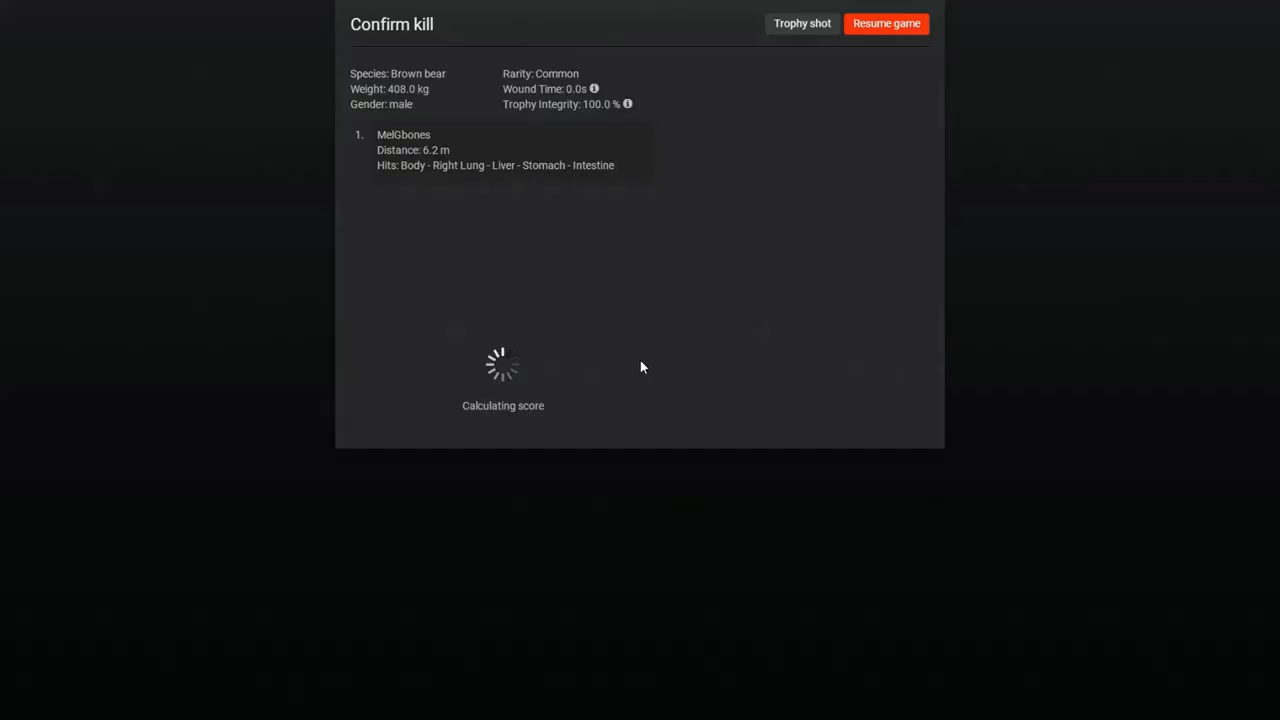 Confirm kill
Trophy shot
Resume game
Species: Brown bear
Weight: 408.0 kg
Gender: male
Rarity: Common
Wound Time: 0.0s
Trophy Integrity: 100.0 %
1. MelGbones
Distance: 6.2 m
Hits: Body - Right Lung - Liver - Stomach - Intestine
Calculating score